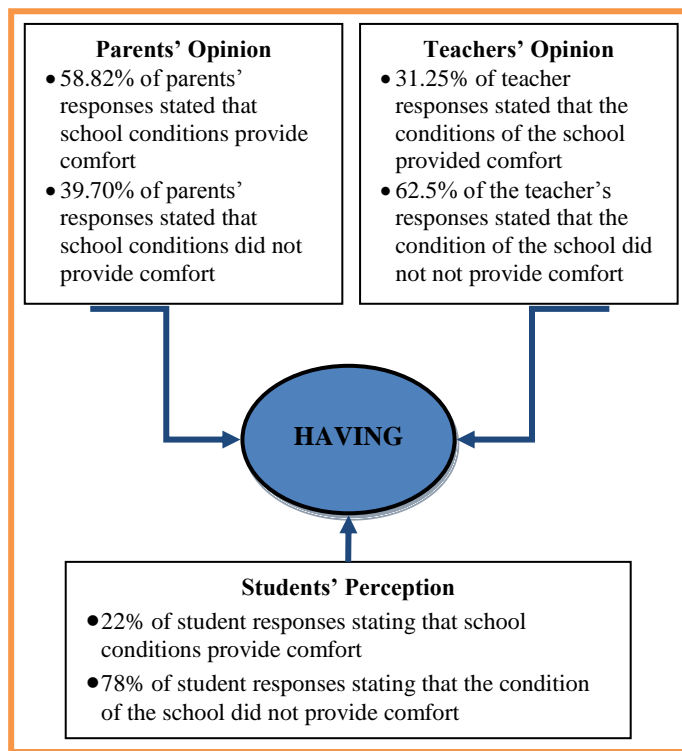 Parents’ Opinion
• 58.82% of parents’
responses stated that
school conditions provide
comfort
• 39.70% of parents’
responses stated that
school conditions did not
provide comfort
Teachers’ Opinion
• 31.25% of teacher
responses stated that the
conditions of the school
provided comfort
• 62.5% of the teacher’s
responses stated that the
condition of the school did
not not provide comfort
HAVING
Students’ Perception
• 22% of student responses stating that school
conditions provide comfort
• 78% of student responses stating that the condition
of the school did not provide comfort